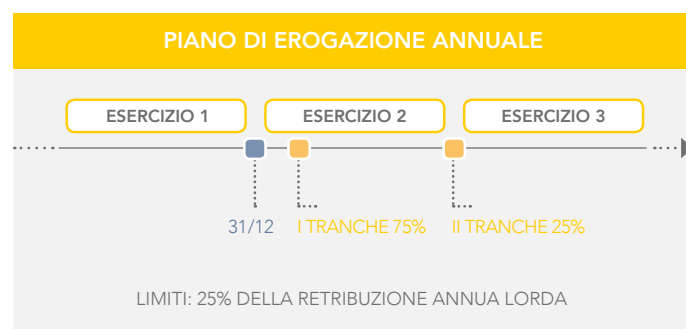 PIANO DI EROGAZIONE ANNUALE
ESERCIZIO 1 ESERCIZIO 2 ESERCIZIO 3
31/12 I TRANCHE 75% II TRANCHE 25%
LIMITI: 25% DELLA RETRIBUZIONE ANNUA LORDA